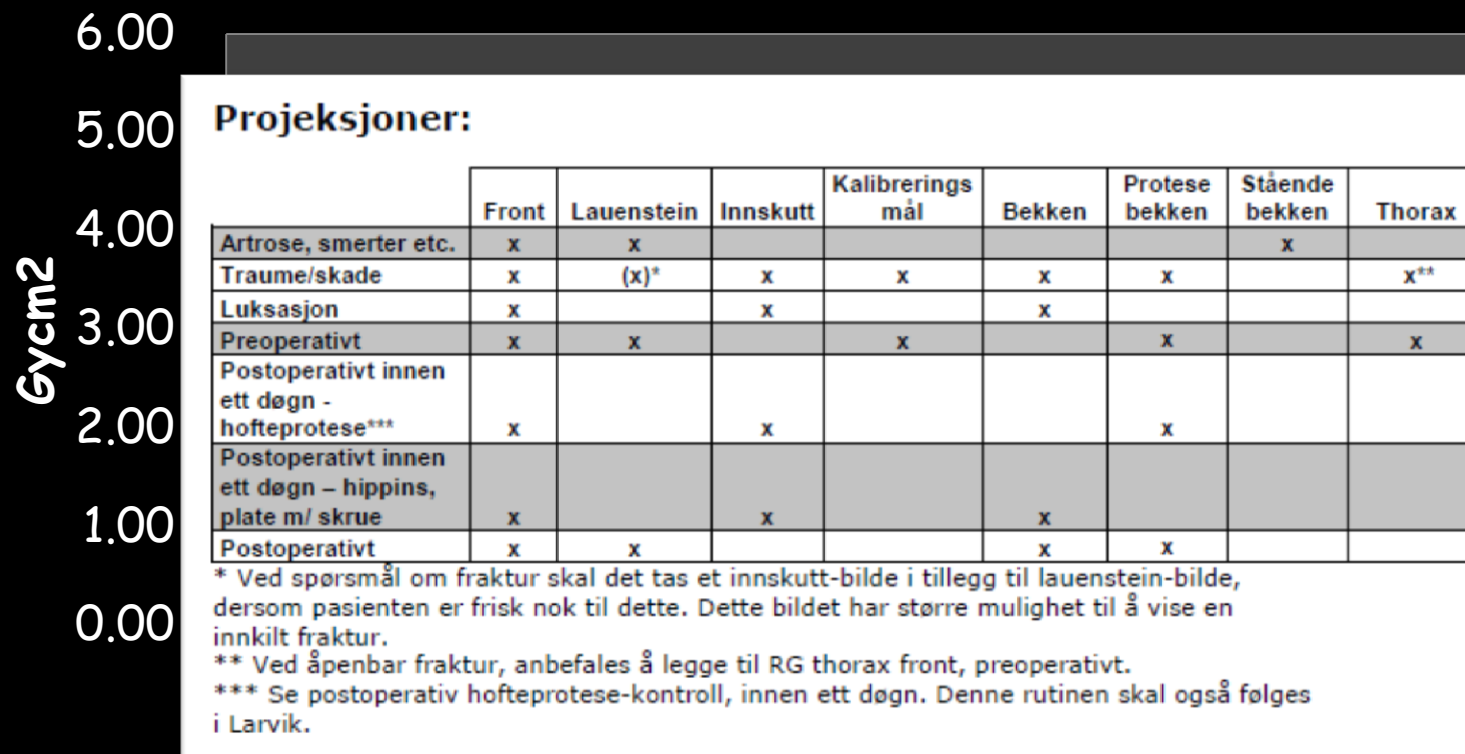 6.00
5.00
4.00
3.00
2.00
1.00
0.00
Gycm2
Projeksjoner:
Front Lauenstein Innskutt Kalibrerings mål Bekken Protese bekken Stående bekken Thorax
Artrose, smerter etc. x x x
Traume/skade x (x)* x x x x x**
Luksasjon x x x
Preoperativt x x x x x
Postoperativt innen
ett døgn -
hofteprotese*** x x x
Postoperativt innen
ett døgn – hippins,
plate m/ skrue x x x
Postoperativt x x x x
* Ved spørsmål om fraktur skal det tas et innskutt-bilde i tillegg til lauenstein-bilde,
dersom pasienten er frisk nok til dette. Dette bildet har større mulighet til å vise en
innkilt fraktur.
** Ved åpenbar fraktur, anbefales å legge til RG thorax front, preoperativt.
*** Se postoperativ hofteprotese-kontroll, innen ett døgn. Denne rutinen skal også følges
i Larvik.